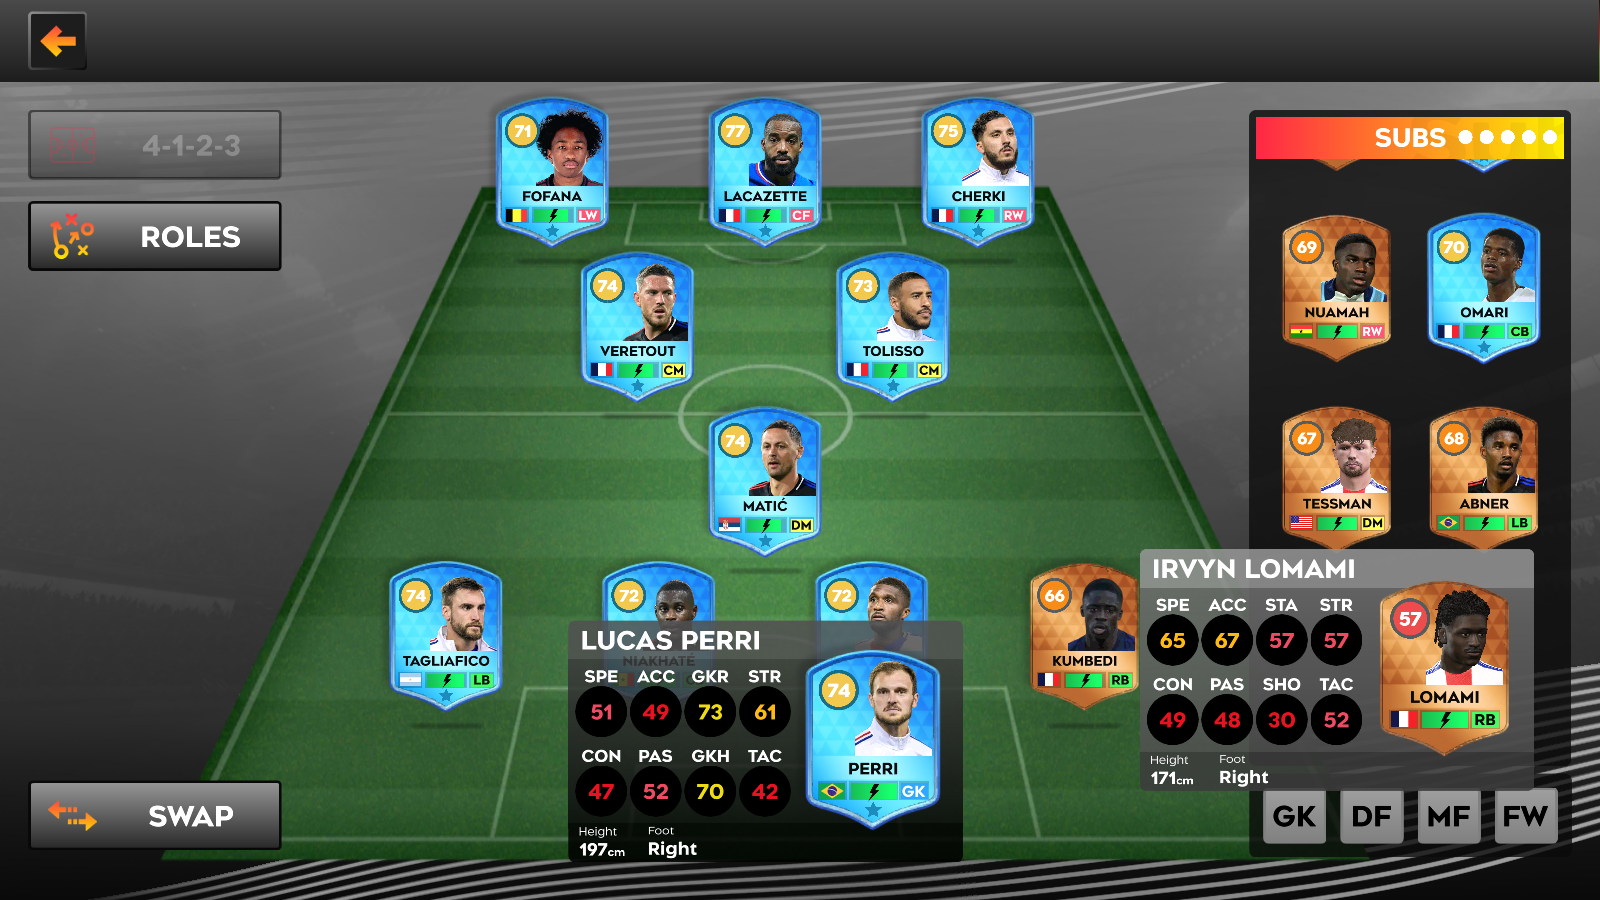 4-1-2-3
ROLES
SWAP
71
FOFANA
LW
77
LACAZETTE
CF
75
CHERKI
RW
74
VERETOUT
CM
73
TOLISSO
CM
74
MATIĆ
DM
74
TAGLIAFICO
LB
72
NIAKHATÉ
72
66
KUMBEDI
RB
LUCAS PERRI
SPE ACC GKR STR
51 49 73 61
CON PAS GKH TAC
47 52 70 42
Height Foot
197cm Right
74
PERRI
GK
SUBS
69
NUAMAH
RW
70
OMARI
CB
67
TESSMAN
DM
68
ABNER
LB
IRVYN LOMAMI
SPE ACC STA STR
65 67 57 57
CON PAS SHO TAC
49 48 30 52
Height Foot
171cm Right
57
LOMAMI
RB
GK DF MF FW